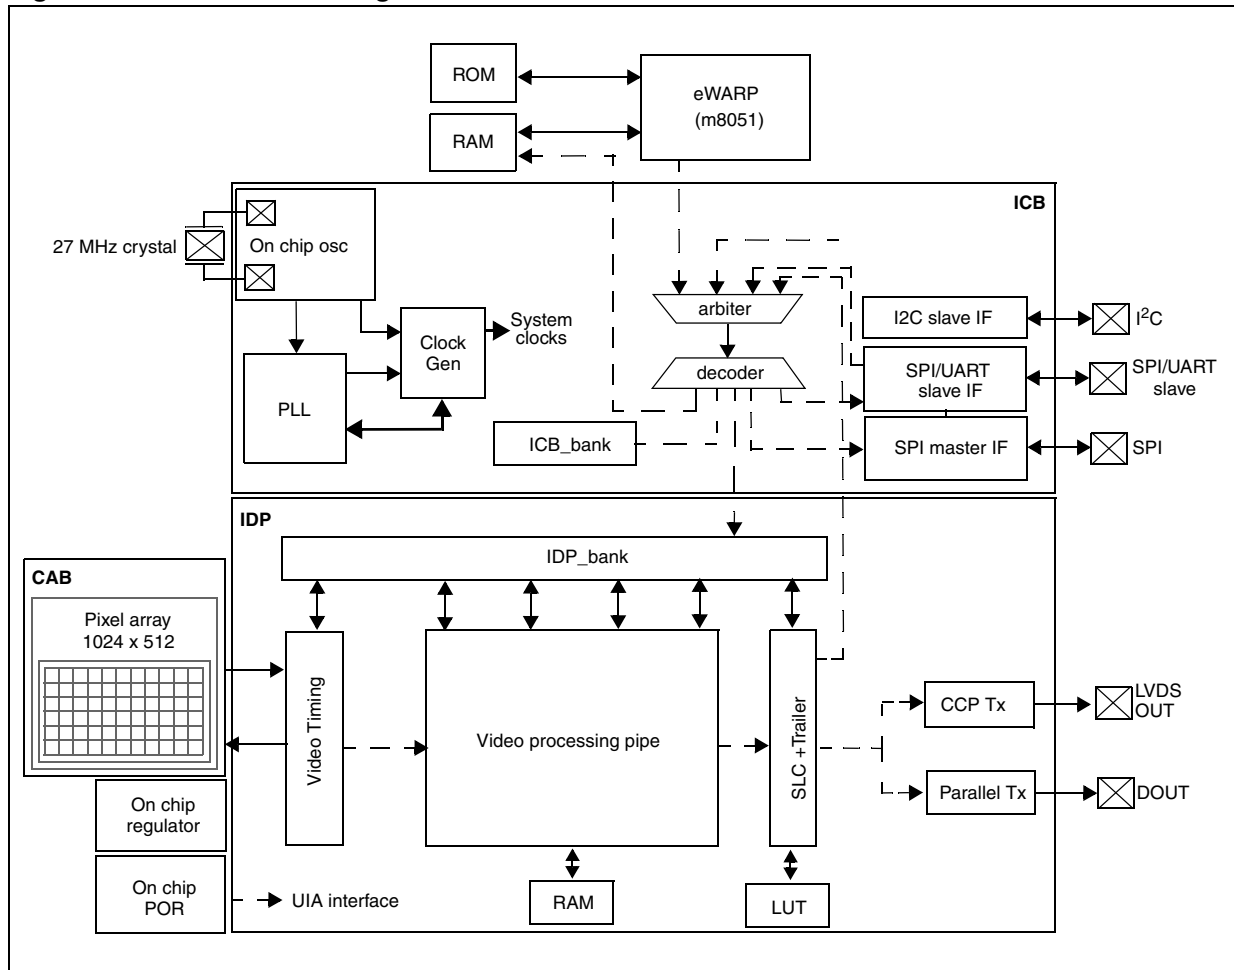 ROM
eWARP
(m8051)
RAM
ICB
27 MHz crystal
On chip osc
arbiter
I2C slave IF
I²C
System
clocks
Clock
Gen
decoder
SPI/UART
slave IF
SPI/UART
slave
PLL
ICB_bank
SPI master IF
SPI
IDP
IDP_bank
CAB
Pixel array
1024 x 512
Video Timing
Video processing pipe
SLC +Trailer
CCP Tx
LVDS
OUT
Parallel Tx
DOUT
On chip
regulator
On chip
POR
UIA interface
RAM
LUT